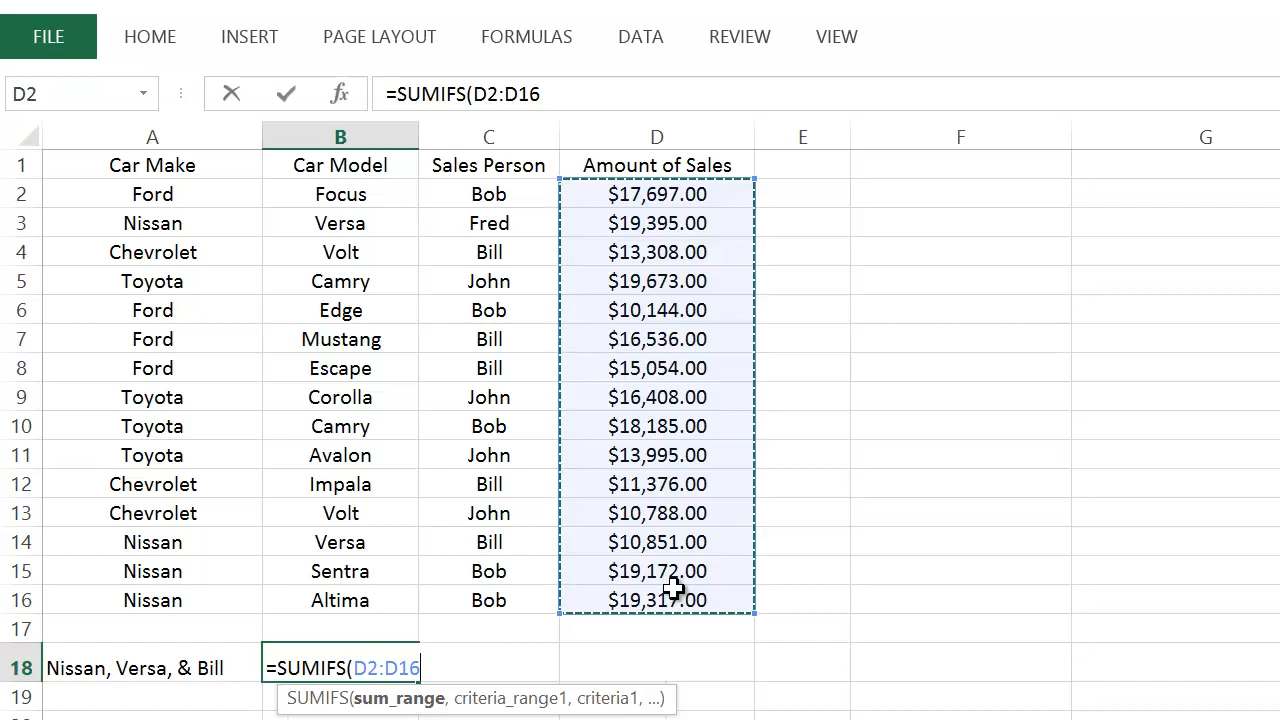 FILE HOME INSERT PAGE LAYOUT FORMULAS DATA REVIEW VIEW
D2 fx =SUMIFS(D2:D16
A B C D E F G
1 Car Make Car Model Sales Person Amount of Sales
2 Ford Focus Bob $17,697.00
3 Nissan Versa Fred $19,395.00
4 Chevrolet Volt Bill $13,308.00
5 Toyota Camry John $19,673.00
6 Ford Edge Bob $10,144.00
7 Ford Mustang Bill $16,536.00
8 Ford Escape Bill $15,054.00
9 Toyota Corolla John $16,408.00
10 Toyota Camry Bob $18,185.00
11 Toyota Avalon John $13,995.00
12 Chevrolet Impala Bill $11,376.00
13 Chevrolet Volt John $10,788.00
14 Nissan Versa Bill $10,851.00
15 Nissan Sentra Bob $19,172.00
16 Nissan Altima Bob $19,317.00
17
18 Nissan, Versa, & Bill =SUMIFS(D2:D16
19 SUMIFS(sum_range, criteria_range1, criteria1, ...)